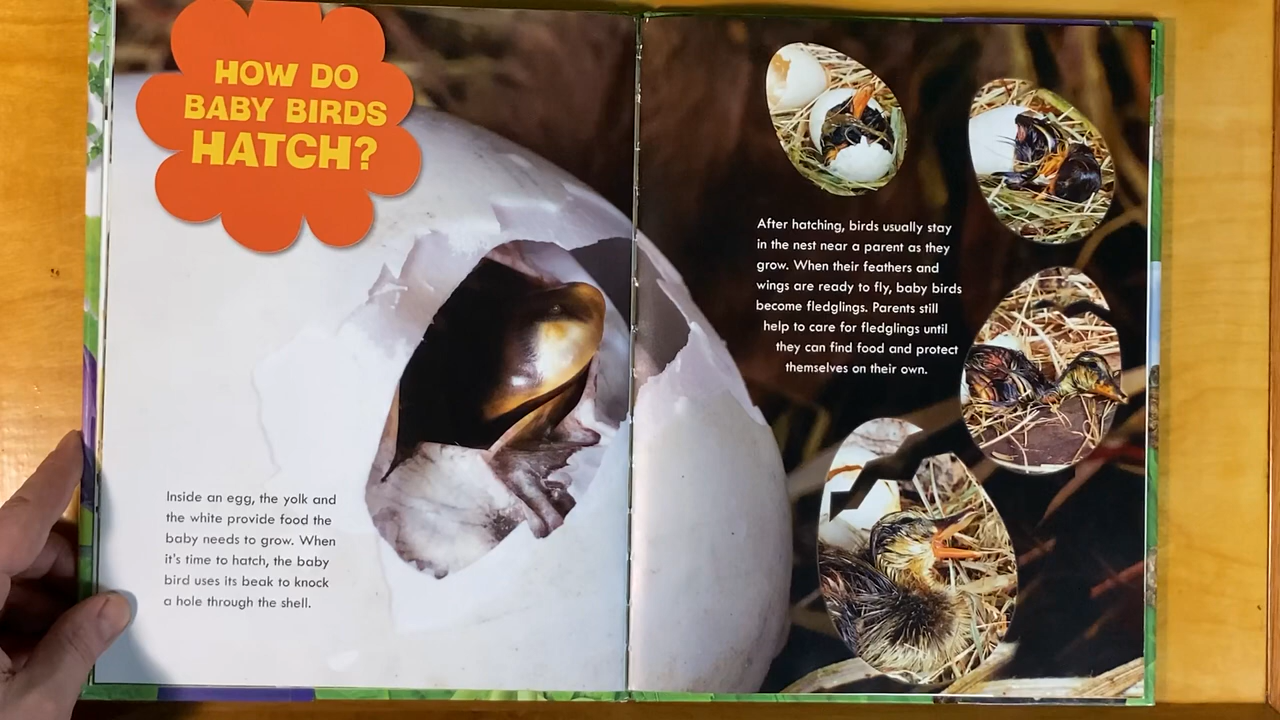 HOW DO
BABY BIRDS
HATCH?
Inside an egg, the yolk and
the white provide food the
baby needs to grow. When
it's time to hatch, the baby
bird uses its beak to knock
a hole through the shell.
After hatching, birds usually stay
in the nest near a parent as they
grow. When their feathers and
wings are ready to fly, baby birds
become fledglings. Parents still
help to care for fledglings until
they can find food and protect
themselves on their own.